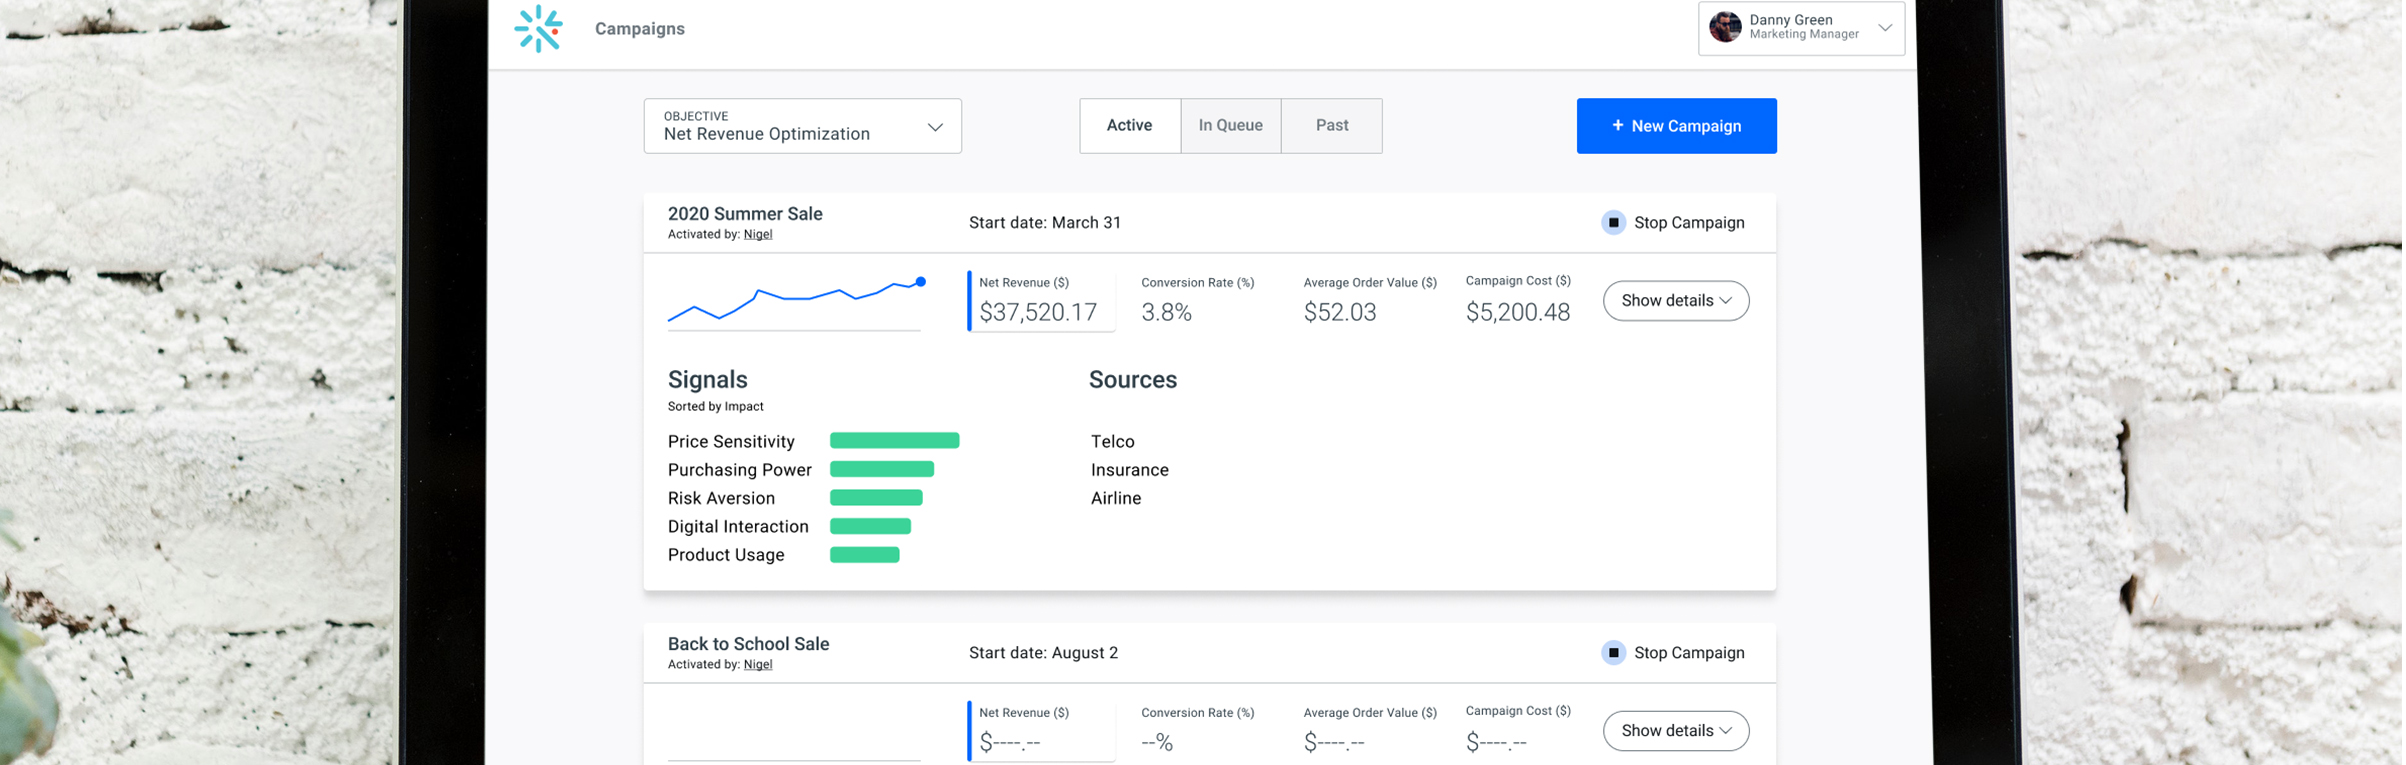 Campaigns
Danny Green
Marketing Manager
OBJECTIVE
Net Revenue Optimization
Active
In Queue
Past
+ New Campaign
2020 Summer Sale
Activated by: Nigel
Start date: March 31
Stop Campaign
Net Revenue ($)
$37,520.17
Conversion Rate (%)
3.8%
Average Order Value ($)
$52.03
Campaign Cost ($)
$5,200.48
Show details
Signals
Sorted by Impact
Price Sensitivity
Purchasing Power
Risk Aversion
Digital Interaction
Product Usage
Sources
Telco
Insurance
Airline
Back to School Sale
Activated by: Nigel
Start date: August 2
Stop Campaign
Net Revenue ($)
$----.--
Conversion Rate (%)
--%
Average Order Value ($)
$----.--
Campaign Cost ($)
$----.--
Show details